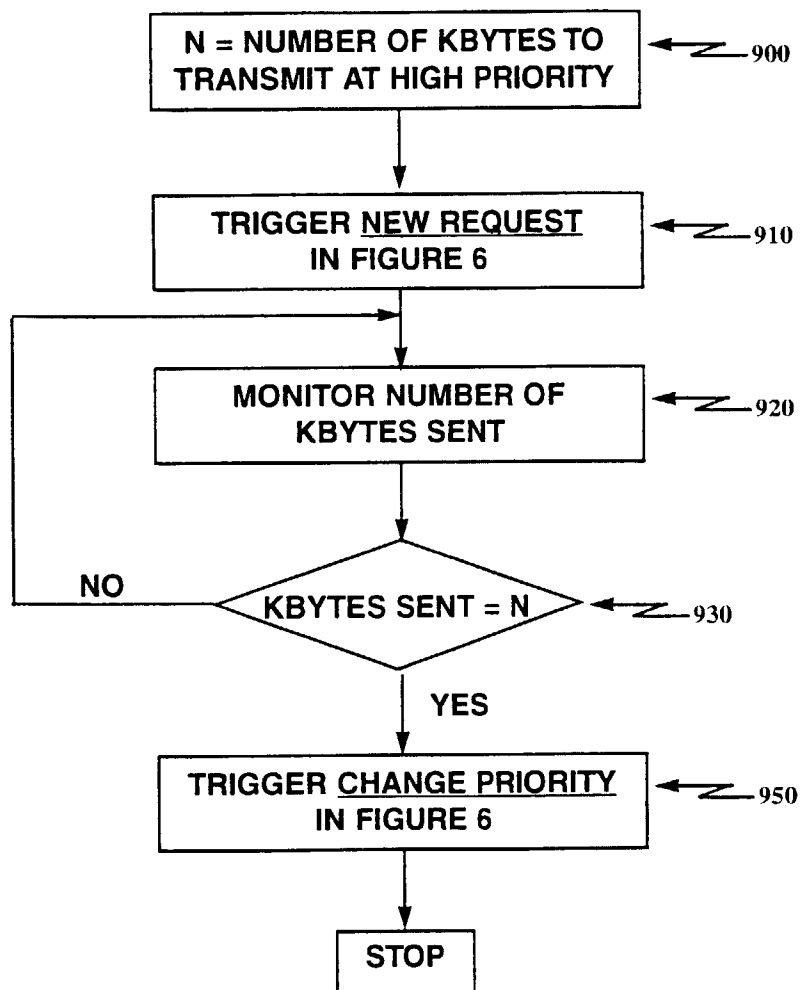 N = NUMBER OF KBYTES TO
TRANSMIT AT HIGH PRIORITY
900
TRIGGER NEW REQUEST
IN FIGURE 6
910
MONITOR NUMBER OF
KBYTES SENT
920
NO
KBYTES SENT = N
930
YES
TRIGGER CHANGE PRIORITY
IN FIGURE 6
950
STOP